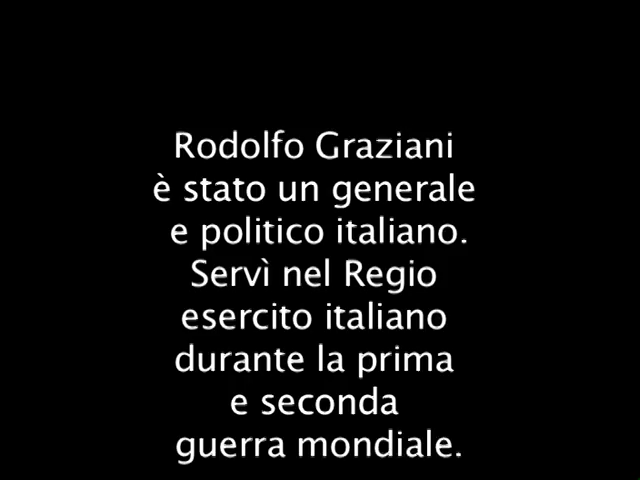 Rodolfo Graziani
è stato un generale
e politico italiano.
Servì nel Regio
esercito italiano
durante la prima
e seconda
guerra mondiale.